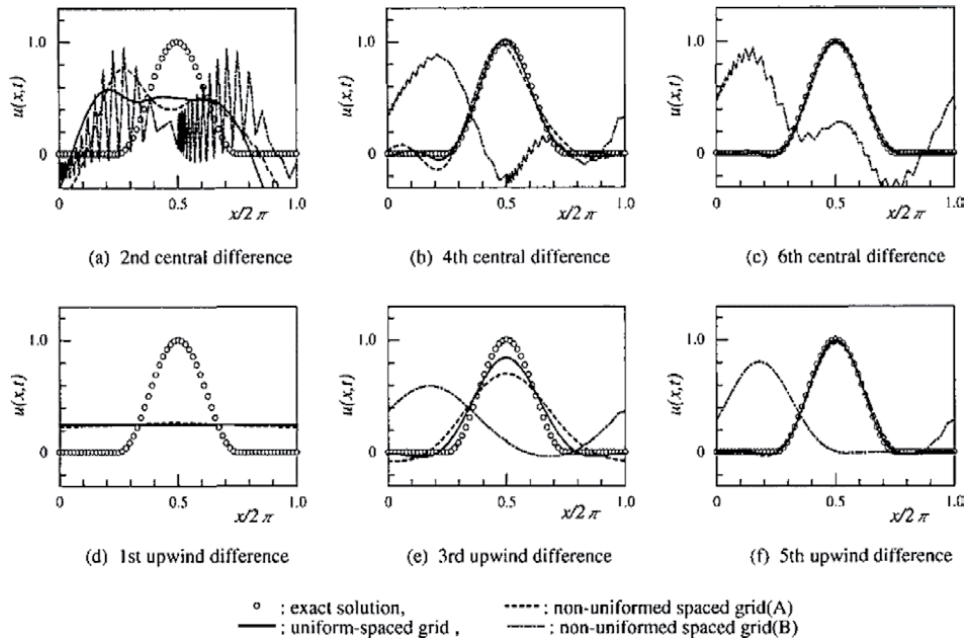 u(x,t)
1.0
0
0
0.5
1.0
x/2 π
(a) 2nd central difference
u(x,t)
1.0
0
0
0.5
1.0
x/2 π
(b) 4th central difference
u(x,t)
1.0
0
0
0.5
1.0
x/2 π
(c) 6th central difference
u(x,t)
1.0
0
0
0.5
1.0
x/2 π
(d) 1st upwind difference
u(x,t)
1.0
0
0
0.5
1.0
x/2 π
(e) 3rd upwind difference
u(x,t)
1.0
0
0
0.5
1.0
x/2 π
(f) 5th upwind difference
: exact solution,
: non-uniformed spaced grid(A)
: uniform-spaced grid ,
: non-uniformed spaced grid(B)